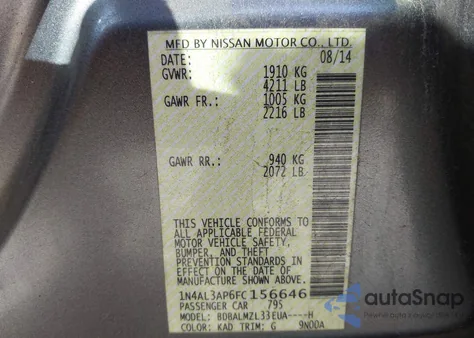 MFD BY NISSAN MOTOR CO., LTD.
DATE: 08/14
GVWR: 1910 KG
4211 LB
GAWR FR.: 1005 KG
2216 LB
GAWR RR.: 940 KG
2072 LB
THIS VEHICLE CONFORMS TO
ALL APPLICABLE FEDERAL
MOTOR VEHICLE SAFETY,
BUMPER, AND THEFT
PREVENTION STANDARDS IN
EFFECT ON THE DATE OF
MANUFACTURE SHOWN ABOVE.
1N4AL3AP6FC156646
PASSENGER CAR 795
MODEL: BDBALMZL33EUA----H
COLOR: KAD TRIM: G 9N00A
autoSnap
Powered by AutoAstat